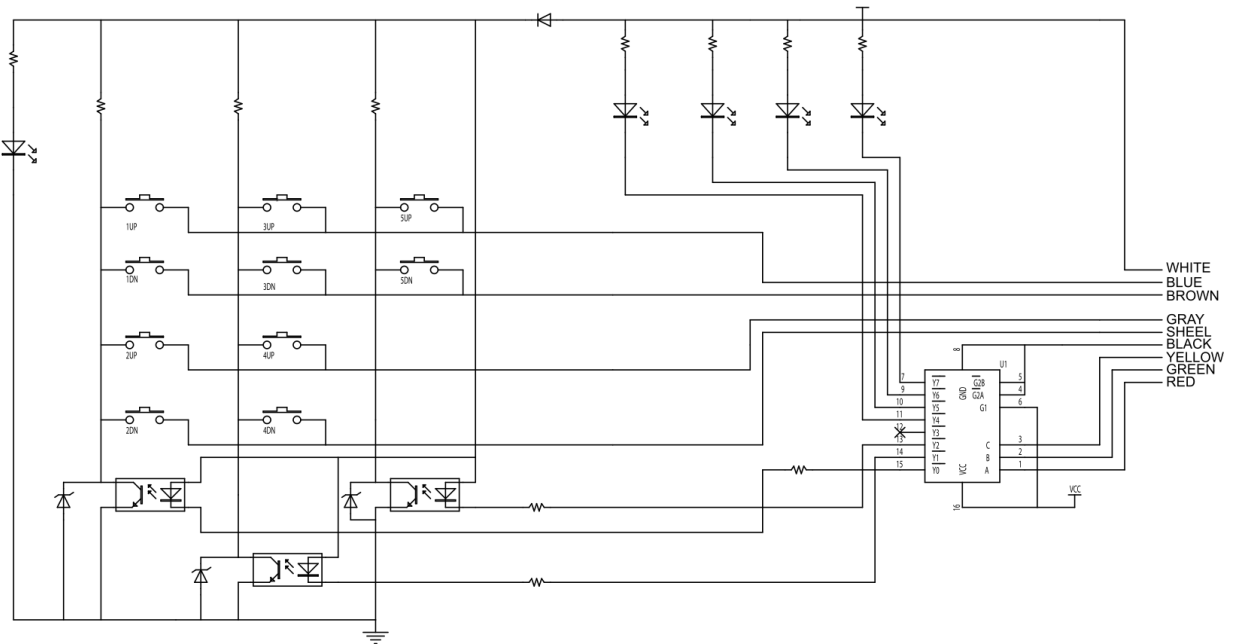 1UP
3UP
5UP
1DN
3DN
5DN
2UP
4UP
2DN
4DN
WHITE
BLUE
BROWN
GRAY
SHEEL
BLACK
YELLOW
GREEN
RED
U1
8
GND
7 Y7
9 Y6
10 Y5
11 Y4
12 Y3
13 Y2
14 Y1
15 Y0
G2B 5
G2A 4
G1 6
C 3
B 2
A 1
VCC
16
VCC